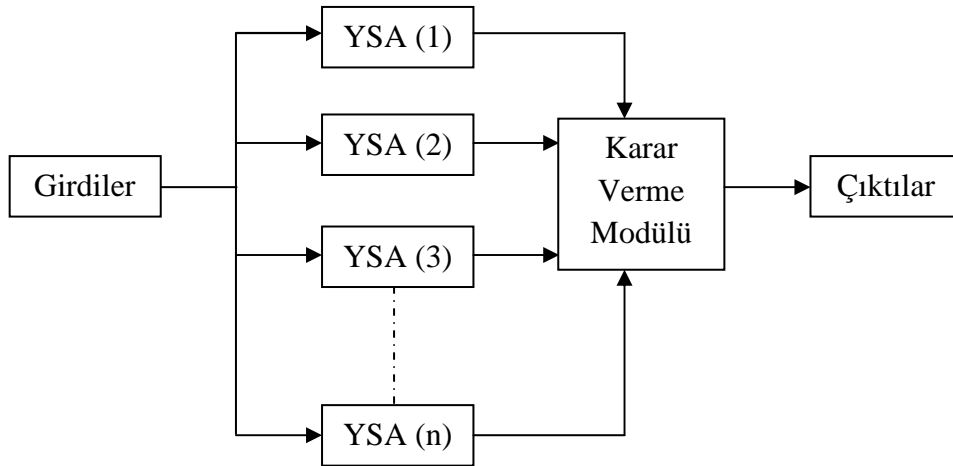 YSA (1)
YSA (2)
Girdiler
Karar
Verme
Modülü
Çıktılar
YSA (3)
YSA (n)